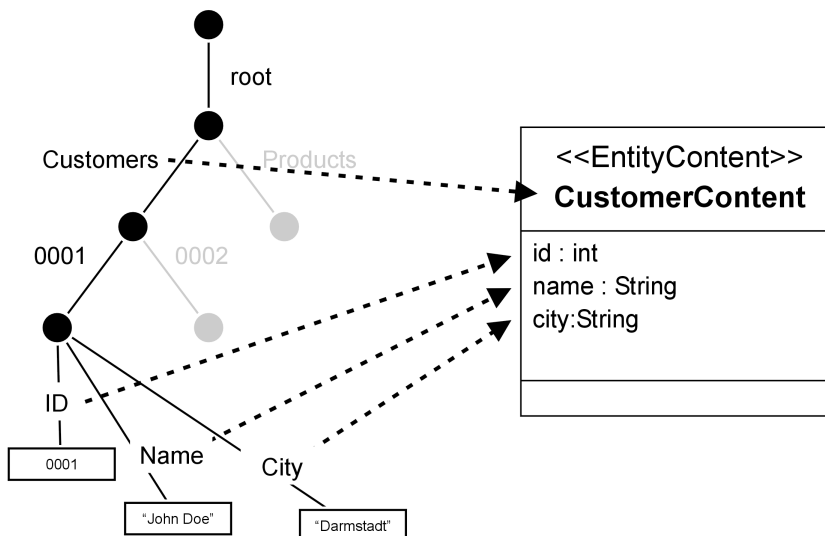 root
Customers
Products
0001
0002
ID
0001
Name
"John Doe"
City
"Darmstadt"
<<EntityContent>>
CustomerContent
id : int
name : String
city:String